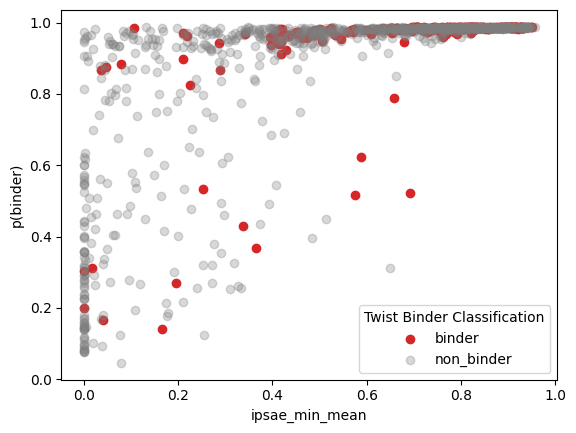 1.0
0.8
0.6
0.4
0.2
0.0
p(binder)
0.0 0.2 0.4 0.6 0.8 1.0
ipsae_min_mean
Twist Binder Classification
binder
non_binder